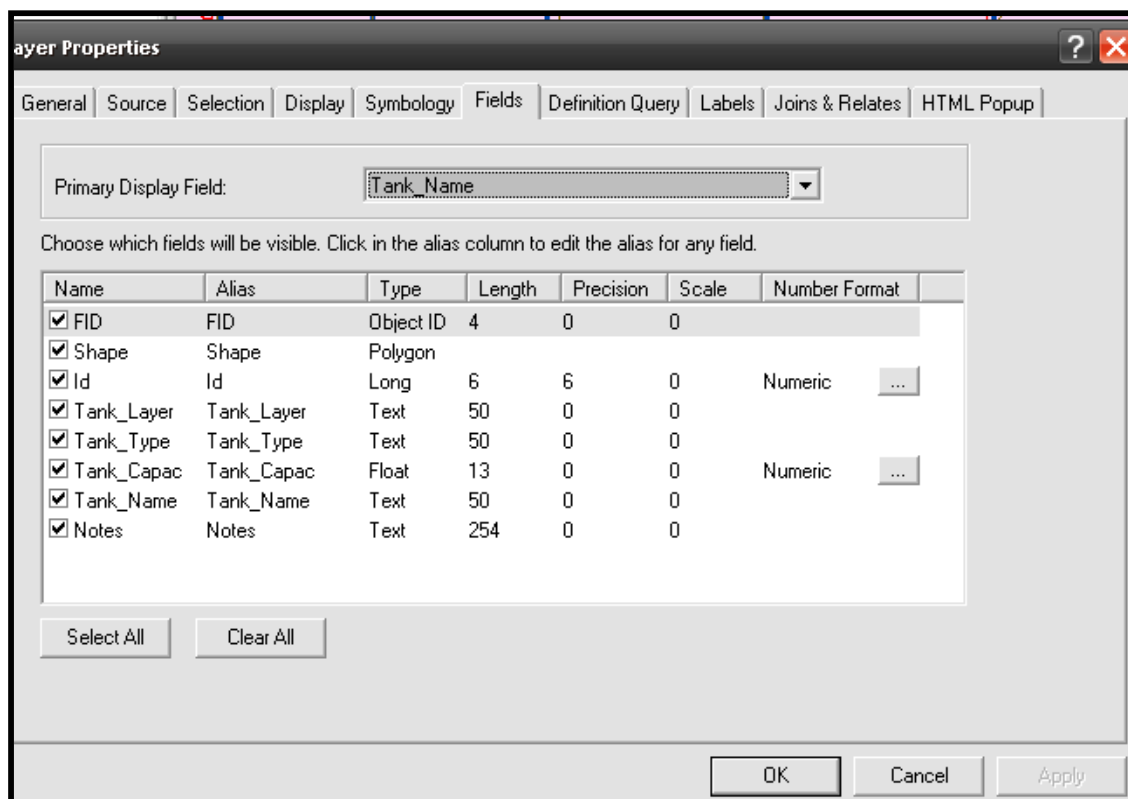 ayer Properties
General Source Selection Display Symbology Fields Definition Query Labels Joins & Relates HTML Popup
Primary Display Field: Tank_Name
Choose which fields will be visible. Click in the alias column to edit the alias for any field.
Name Alias Type Length Precision Scale Number Format
FID FID Object ID 4 0 0
Shape Shape Polygon
Id Id Long 6 6 0 Numeric ...
Tank_Layer Tank_Layer Text 50 0 0
Tank_Type Tank_Type Text 50 0 0
Tank_Capac Tank_Capac Float 13 0 0 Numeric ...
Tank_Name Tank_Name Text 50 0 0
Notes Notes Text 254 0 0
Select All Clear All
OK Cancel Apply